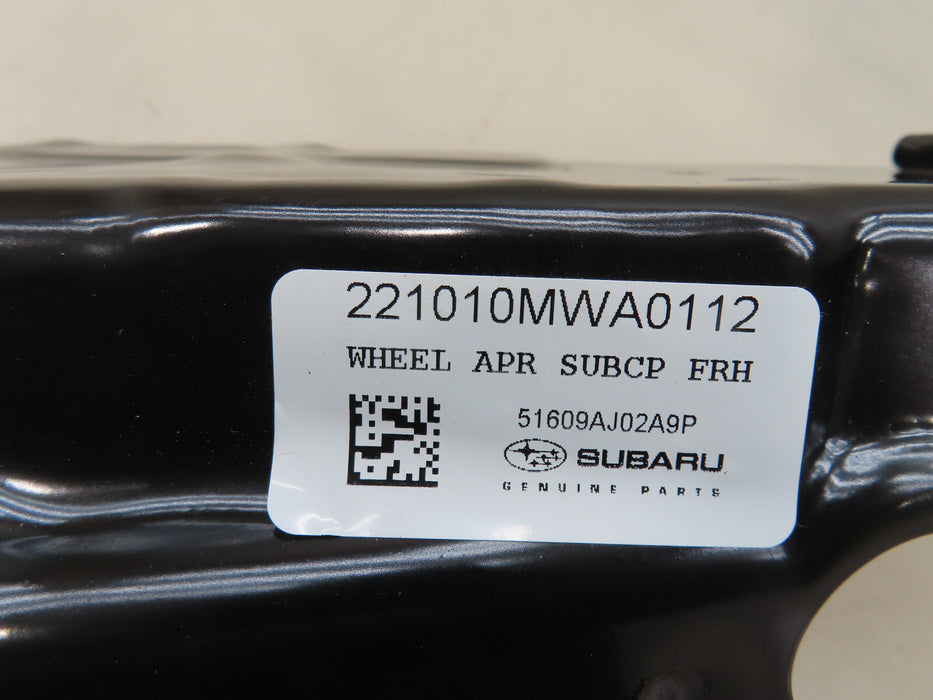 221010MWA0112
WHEEL APR SUBCP FRH
51609AJ02A9P
SUBARU
GENUINE PARTS